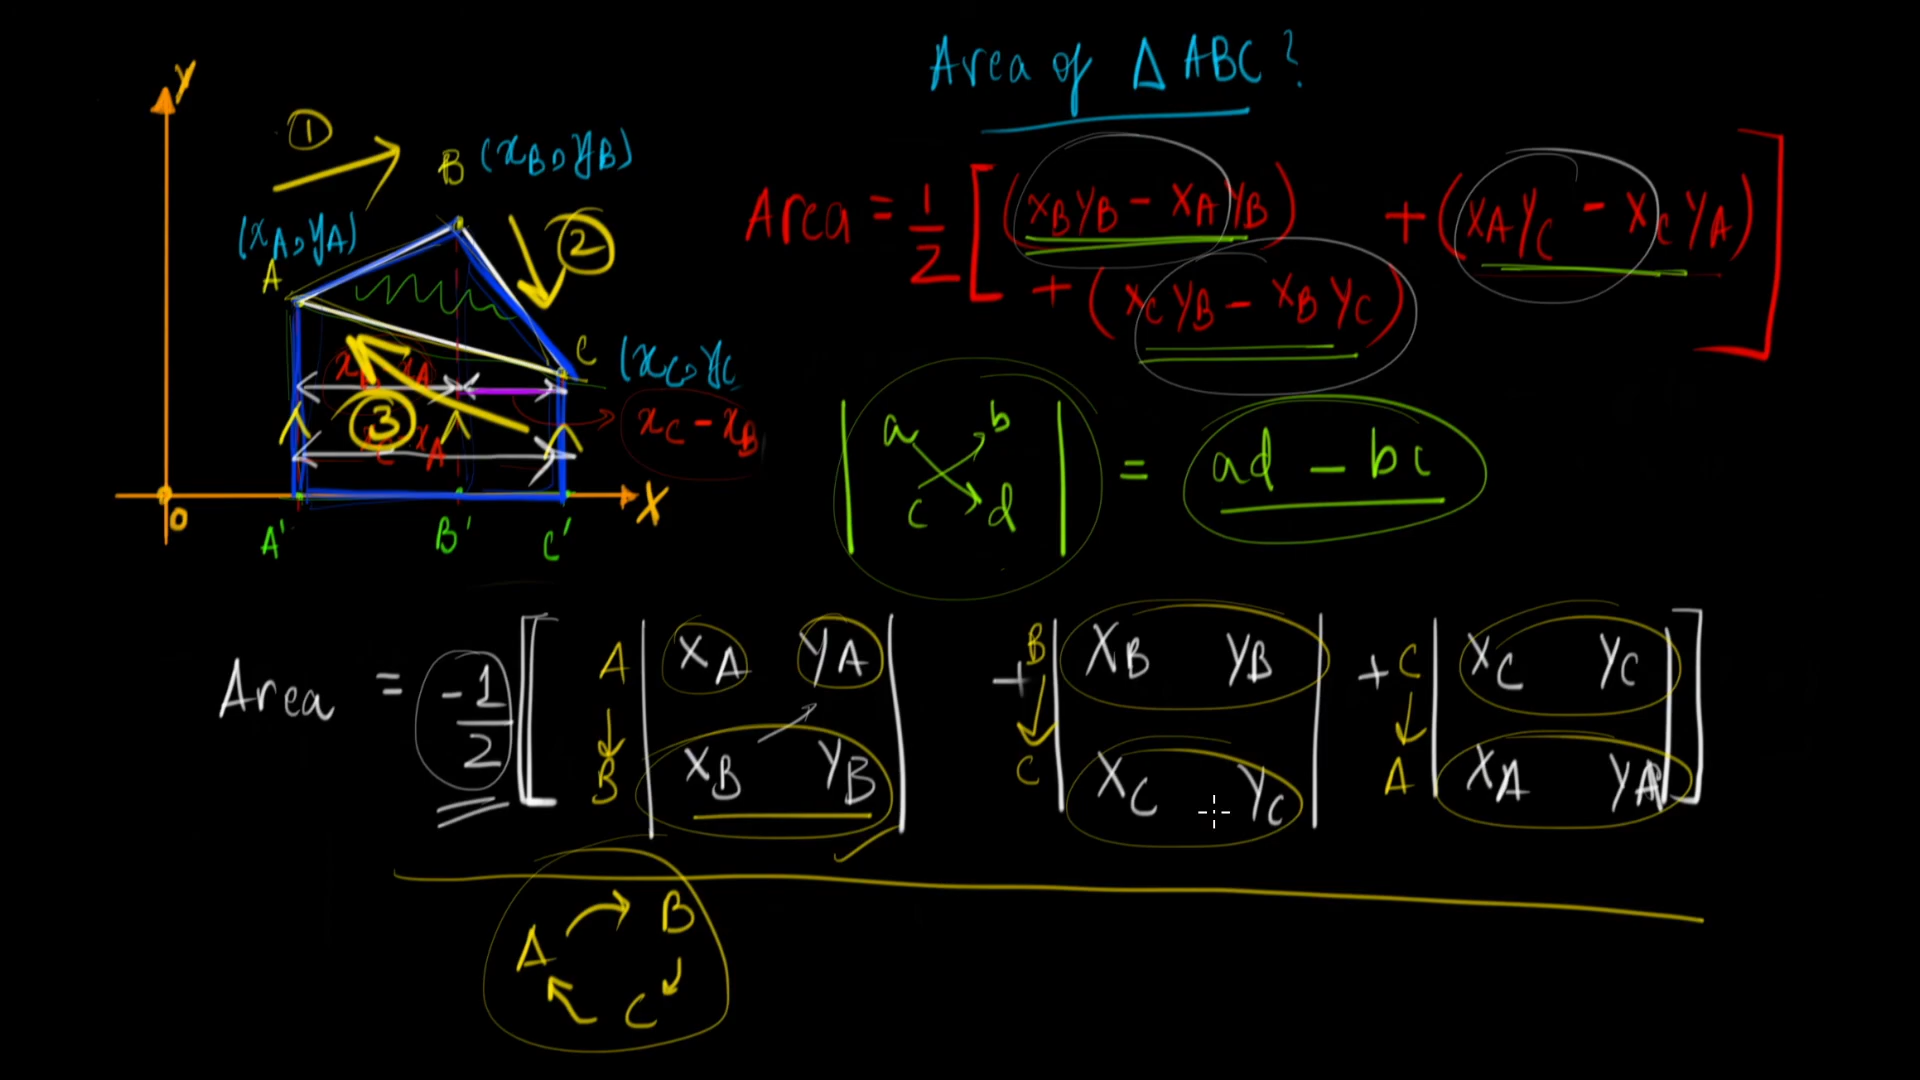 Area of Δ ABC?
Y
①
B (xB, yB)
(xA, yA)
②
A
C (xC, yC
③
xC - xB
xC xA
O
X
A' B' C'
Area = 1/2 [(xByB - xAyB) + (xAyC - xCyA)
+ (xCyB - xByC)]
|a b|
|c d| = ad - bc
Area = -1/2 [ A |xA yA| + B |xB yB| + C |xC yC| ]
B |xB yB| C |xC yC| A |xA yA|
A B
C